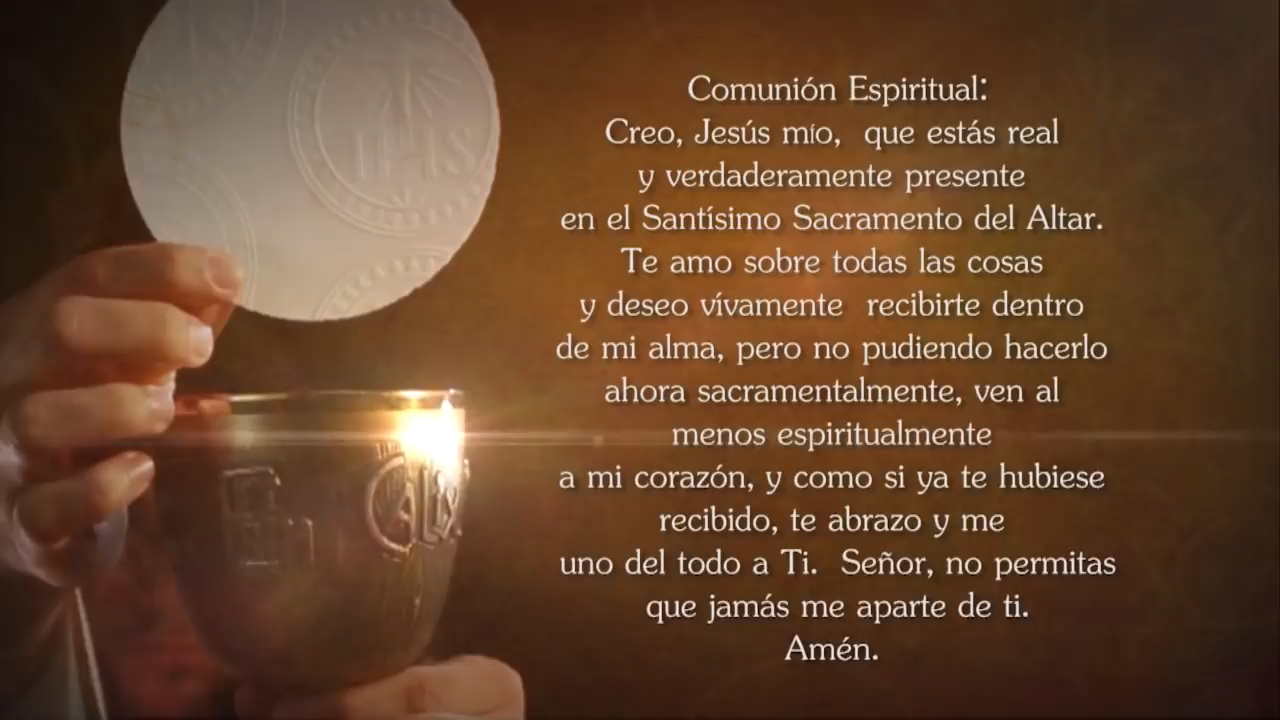 IHS
Comunión Espiritual:
Creo, Jesús mío, que estás real
y verdaderamente presente
en el Santísimo Sacramento del Altar.
Te amo sobre todas las cosas
y deseo vívamente recibirte dentro
de mi alma, pero no pudiendo hacerlo
ahora sacramentalmente, ven al
menos espiritualmente
a mi corazón, y como si ya te hubiese
recibido, te abrazo y me
uno del todo a Ti. Señor, no permitas
que jamás me aparte de ti.
Amén.